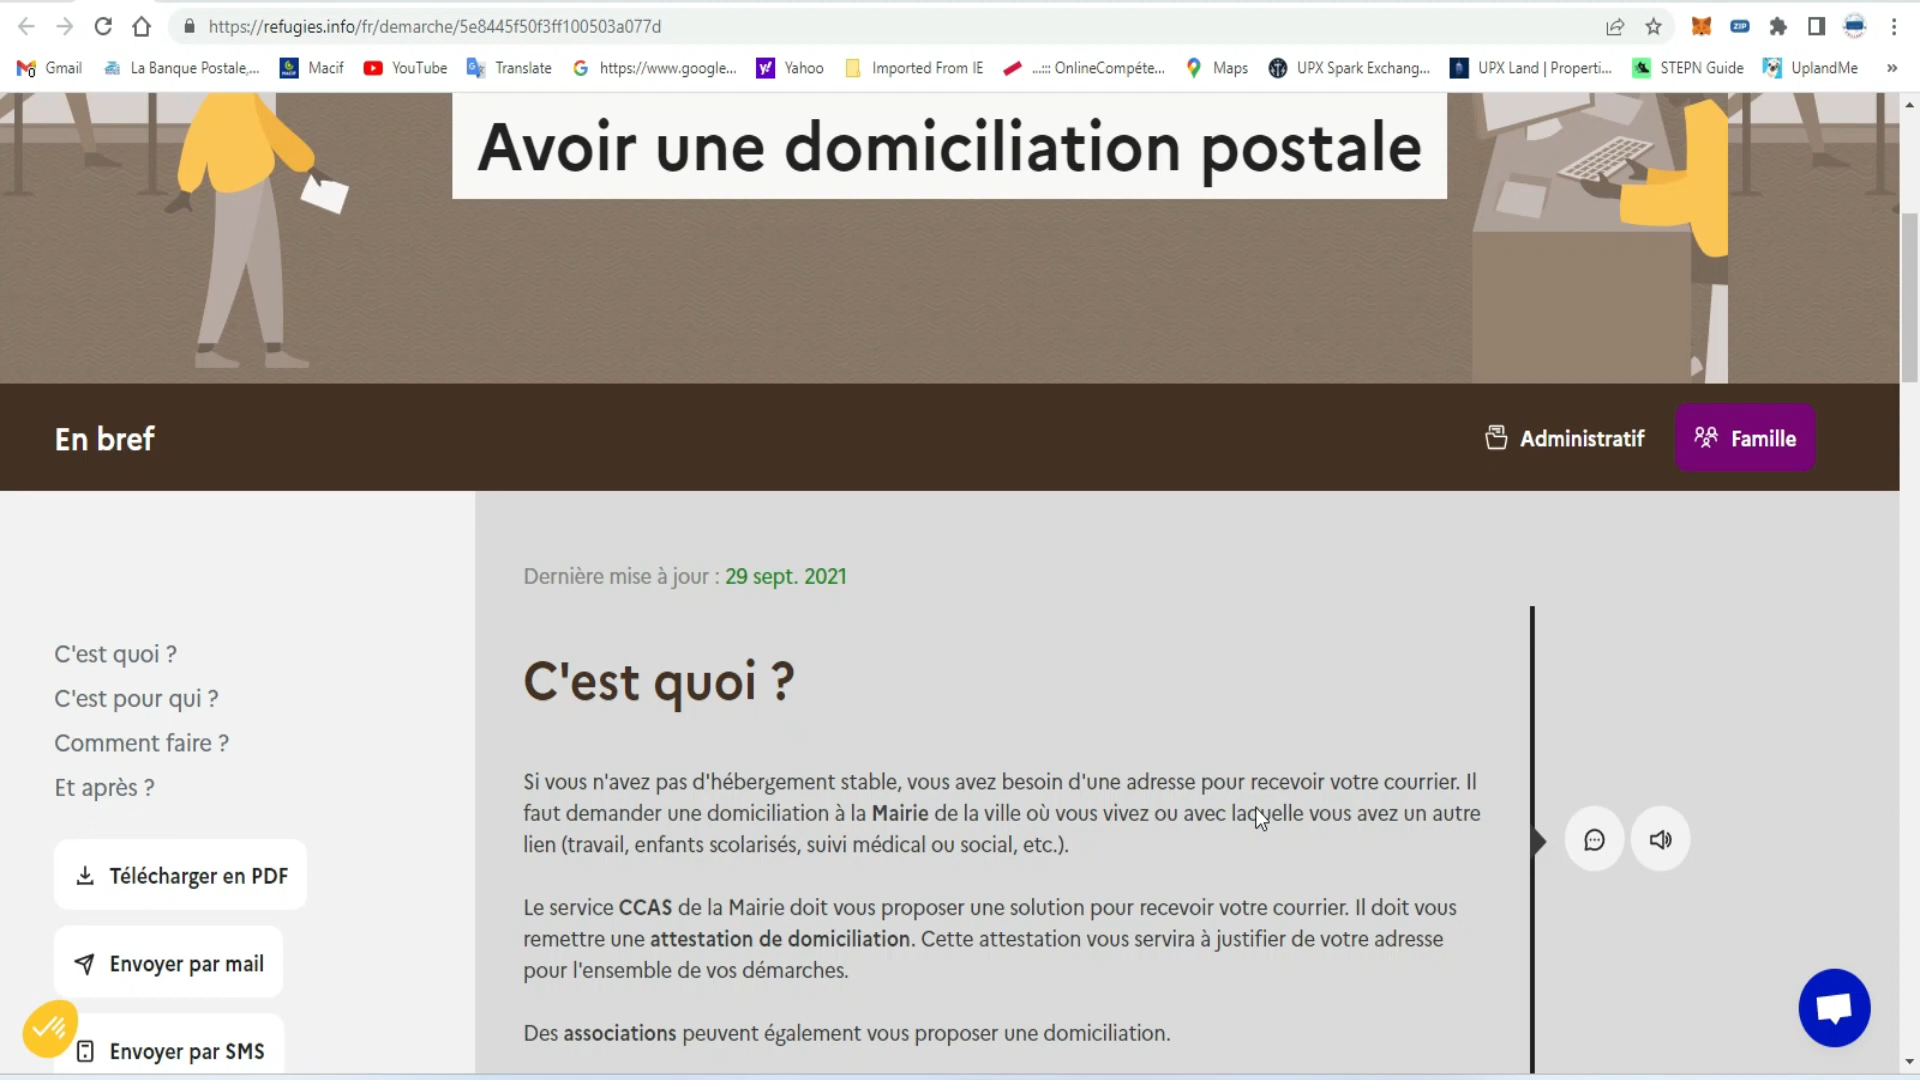 https://refugies.info/fr/demarche/5e8445f50f3ff100503a077d
ZIP
Gmail
La Banque Postale,...
Macif
YouTube
Translate
https://www.google...
Yahoo
Imported From IE
...::: OnlineCompéte...
Maps
UPX Spark Exchang...
UPX Land | Properti...
STEPN Guide
UplandMe
»
Avoir une domiciliation postale
En bref
Administratif
Famille
Dernière mise à jour : 29 sept. 2021
C'est quoi ?
C'est pour qui ?
Comment faire ?
Et après ?
Télécharger en PDF
Envoyer par mail
Envoyer par SMS
C'est quoi ?
Si vous n'avez pas d'hébergement stable, vous avez besoin d'une adresse pour recevoir votre courrier. Il
faut demander une domiciliation à la Mairie de la ville où vous vivez ou avec laquelle vous avez un autre
lien (travail, enfants scolarisés, suivi médical ou social, etc.).
Le service CCAS de la Mairie doit vous proposer une solution pour recevoir votre courrier. Il doit vous
remettre une attestation de domiciliation. Cette attestation vous servira à justifier de votre adresse
pour l'ensemble de vos démarches.
Des associations peuvent également vous proposer une domiciliation.